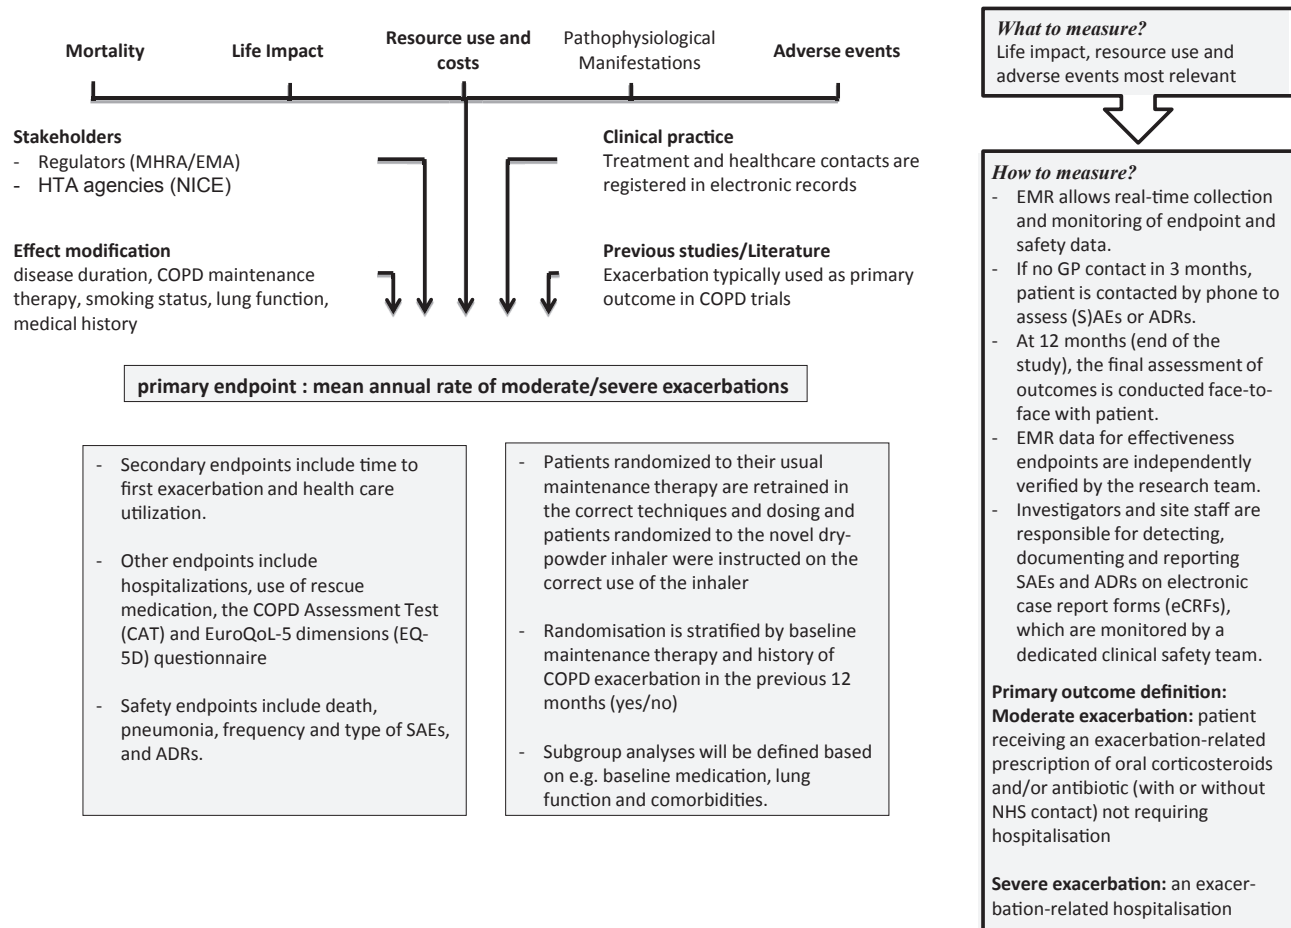 Mortality
Life Impact
Resource use and
costs
Pathophysiological
Manifestations
Adverse events
Stakeholders
- Regulators (MHRA/EMA)
- HTA agencies (NICE)
Clinical practice
Treatment and healthcare contacts are
registered in electronic records
Effect modification
disease duration, COPD maintenance
therapy, smoking status, lung function,
medical history
Previous studies/Literature
Exacerbation typically used as primary
outcome in COPD trials
primary endpoint : mean annual rate of moderate/severe exacerbations
- Secondary endpoints include time to
first exacerbation and health care
utilization.
- Other endpoints include
hospitalizations, use of rescue
medication, the COPD Assessment Test
(CAT) and EuroQoL-5 dimensions (EQ-
5D) questionnaire
- Safety endpoints include death,
pneumonia, frequency and type of SAEs,
and ADRs.
- Patients randomized to their usual
maintenance therapy are retrained in
the correct techniques and dosing and
patients randomized to the novel dry-
powder inhaler were instructed on the
correct use of the inhaler
- Randomisation is stratified by baseline
maintenance therapy and history of
COPD exacerbation in the previous 12
months (yes/no)
- Subgroup analyses will be defined based
on e.g. baseline medication, lung
function and comorbidities.
What to measure?
Life impact, resource use and
adverse events most relevant
How to measure?
- EMR allows real-time collection
and monitoring of endpoint and
safety data.
- If no GP contact in 3 months,
patient is contacted by phone to
assess (S)AEs or ADRs.
- At 12 months (end of the
study), the final assessment of
outcomes is conducted face-to-
face with patient.
- EMR data for effectiveness
endpoints are independently
verified by the research team.
- Investigators and site staff are
responsible for detecting,
documenting and reporting
SAEs and ADRs on electronic
case report forms (eCRFs),
which are monitored by a
dedicated clinical safety team.
Primary outcome definition:
Moderate exacerbation: patient
receiving an exacerbation-related
prescription of oral corticosteroids
and/or antibiotic (with or without
NHS contact) not requiring
hospitalisation
Severe exacerbation: an exacer-
bation-related hospitalisation